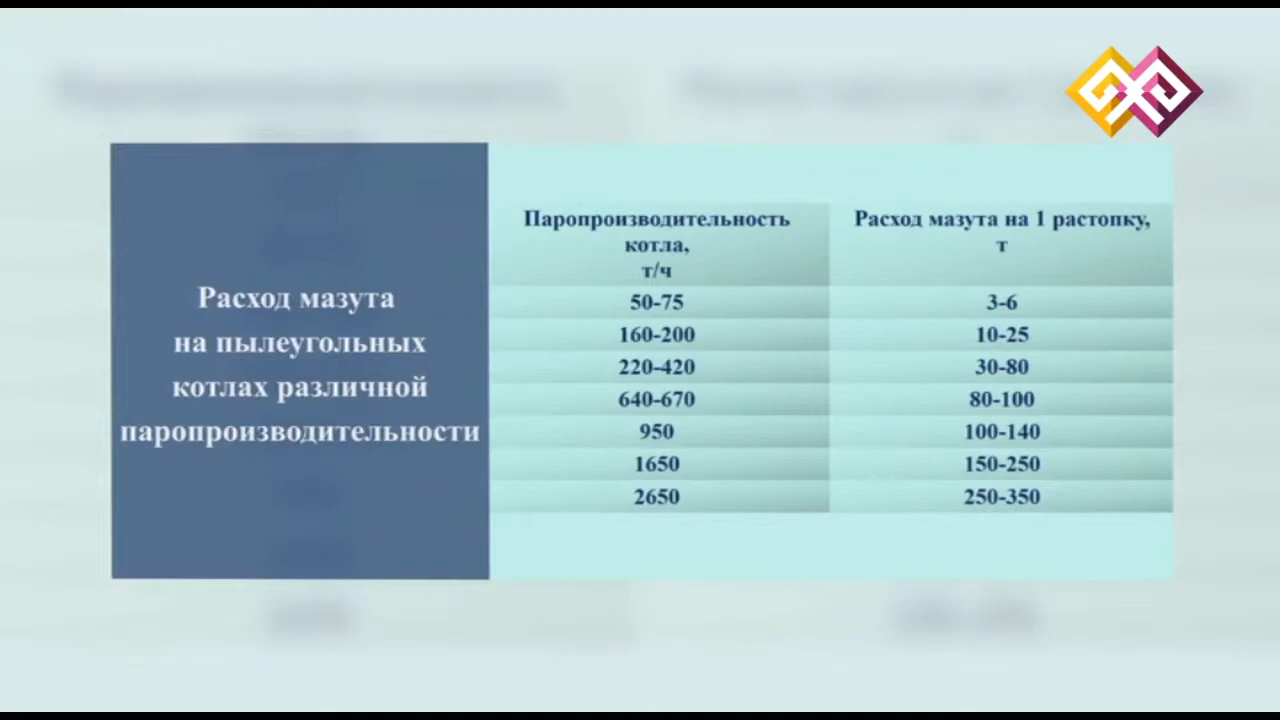 Расход мазута
на пылеугольных
котлах различной
паропроизводительности
Паропроизводительность
котла,
т/ч
Расход мазута на 1 растопку,
т
50-75 3-6
160-200 10-25
220-420 30-80
640-670 80-100
950 100-140
1650 150-250
2650 250-350